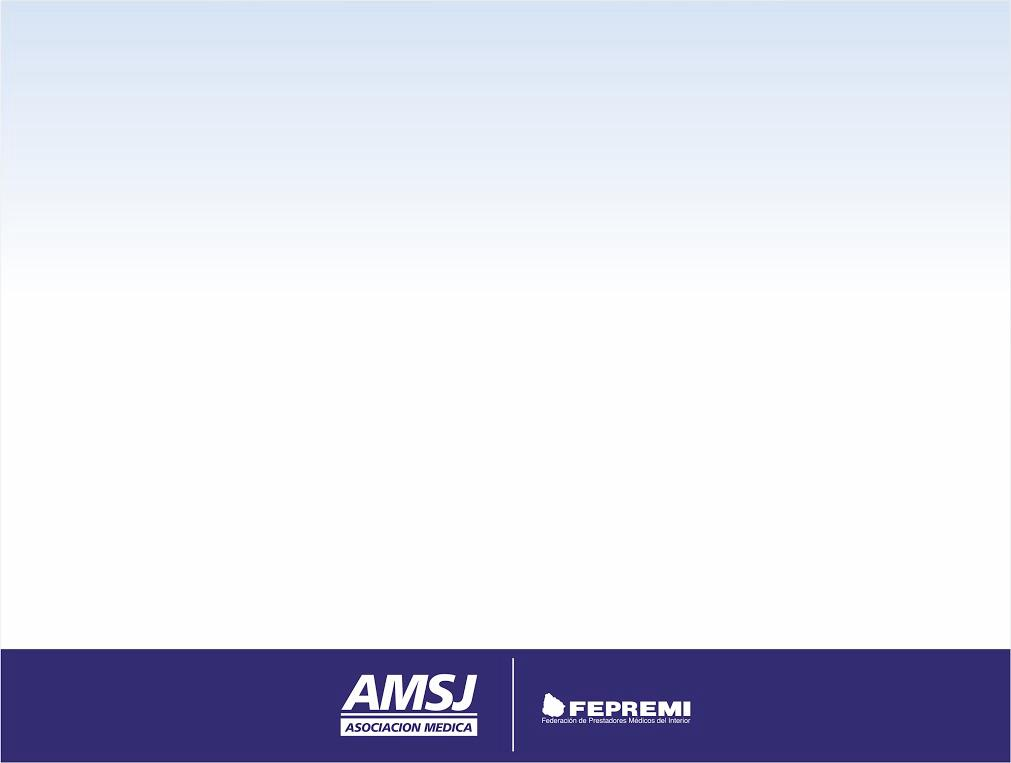 AMSJ
ASOCIACION MEDICA
FEPREMI
Federación de Prestadores Médicos del Interior